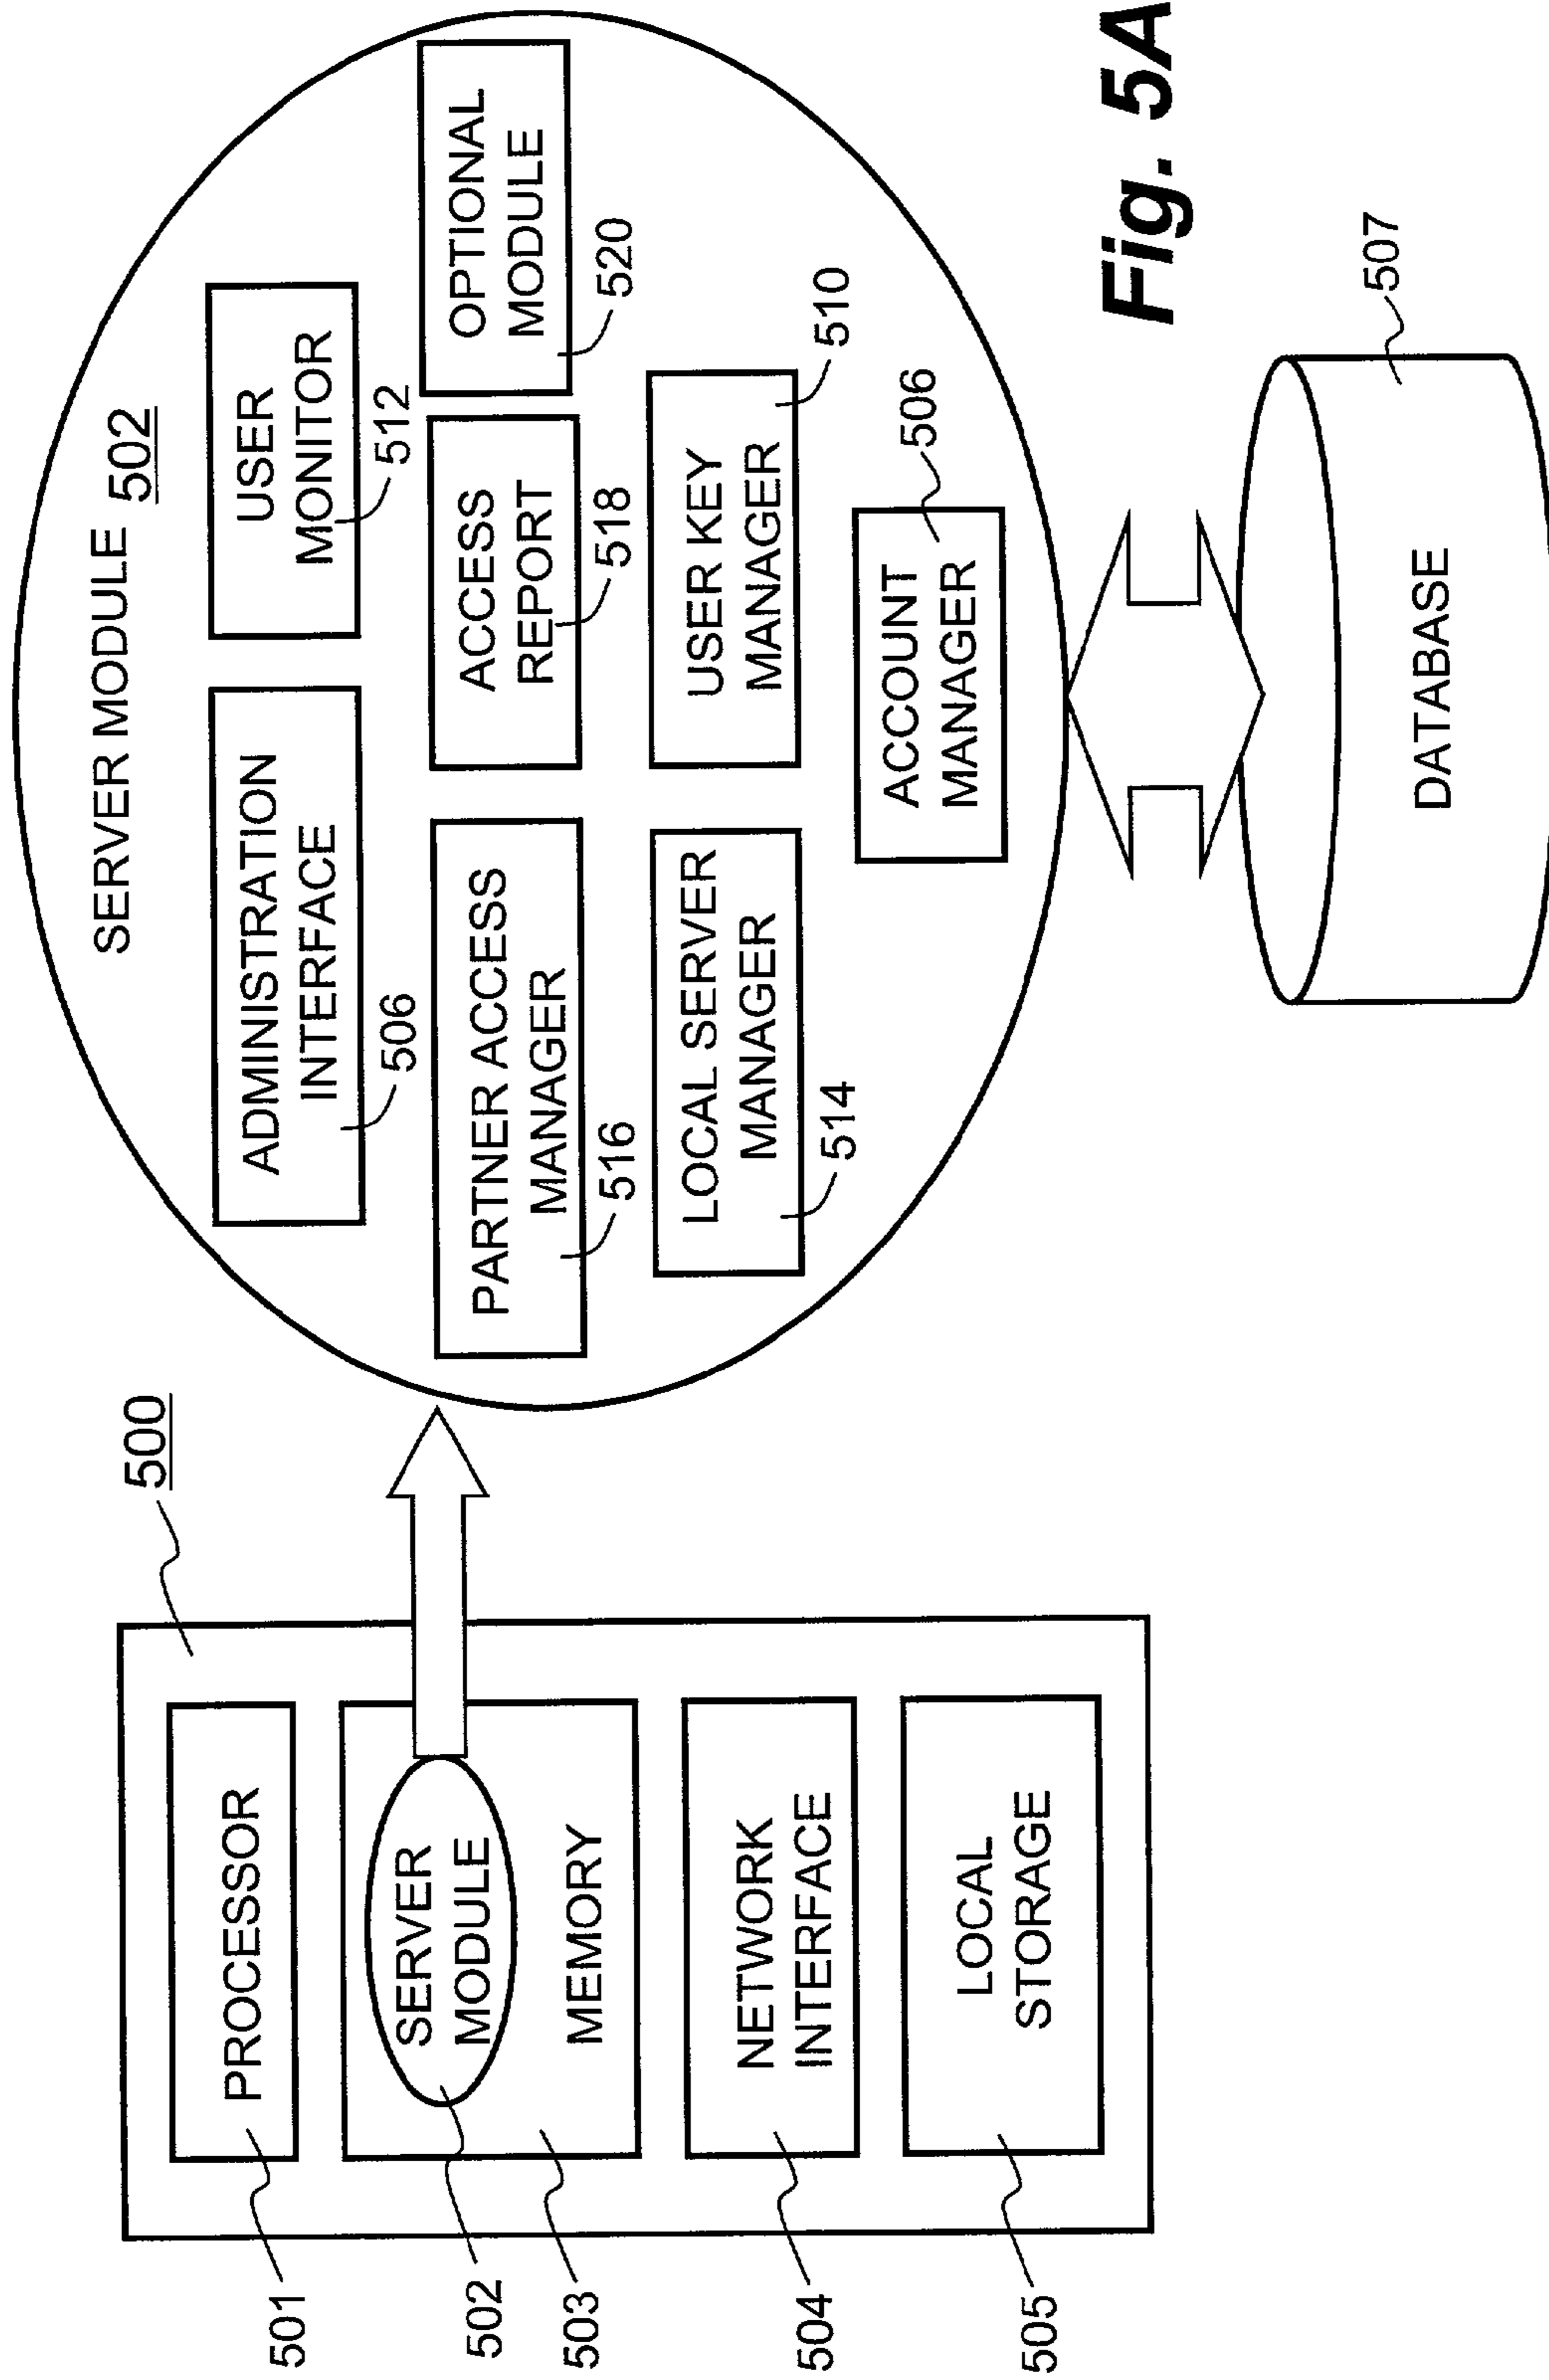 500
PROCESSOR
501
SERVER
MODULE
502
MEMORY
503
NETWORK
INTERFACE
504
LOCAL
STORAGE
505
SERVER MODULE 502
ADMINISTRATION
INTERFACE
506
USER
MONITOR
512
PARTNER ACCESS
MANAGER
516
ACCESS
REPORT
518
OPTIONAL
MODULE
520
LOCAL SERVER
MANAGER
514
USER KEY
MANAGER
510
ACCOUNT
MANAGER
506
DATABASE
507
Fig. 5A